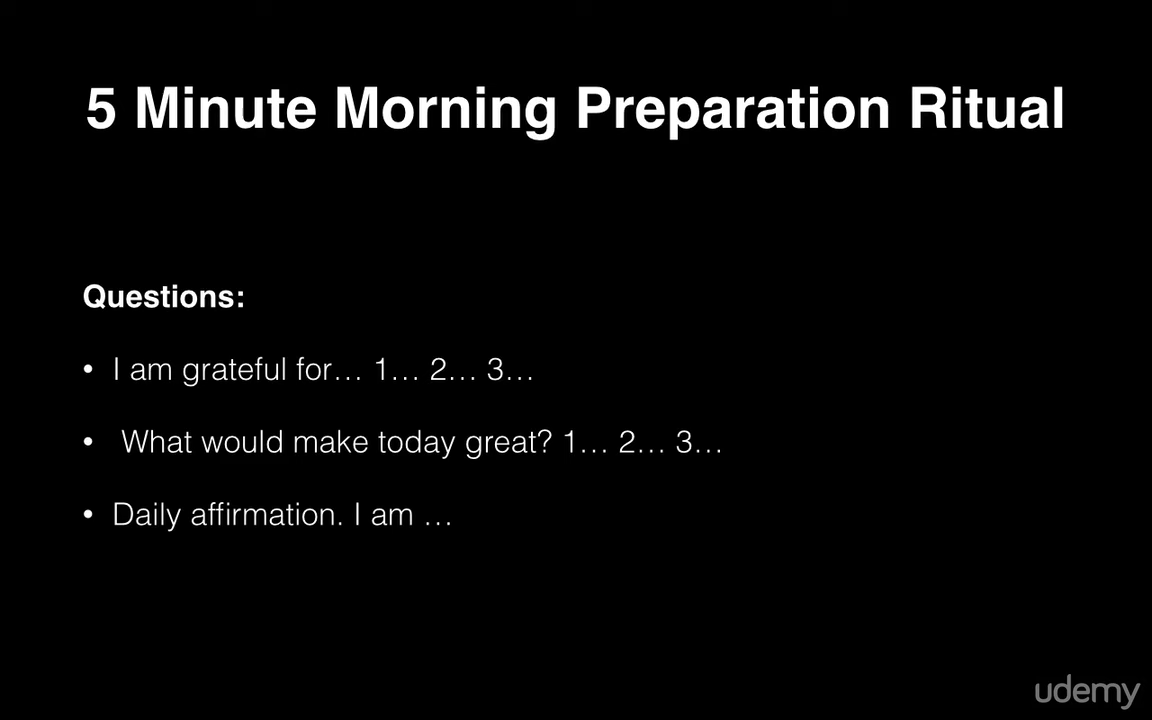 5 Minute Morning Preparation Ritual
Questions:
• I am grateful for… 1… 2… 3…
• What would make today great? 1… 2… 3…
• Daily affirmation. I am …
udemy